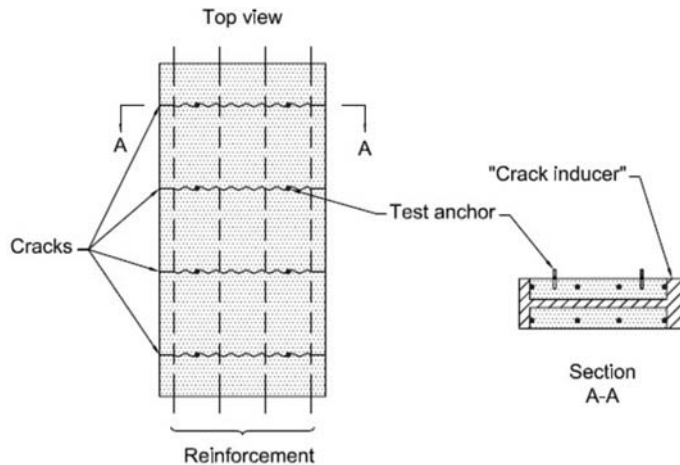 Top view
A
A
"Crack inducer"
Test anchor
Cracks
Section
A-A
Reinforcement